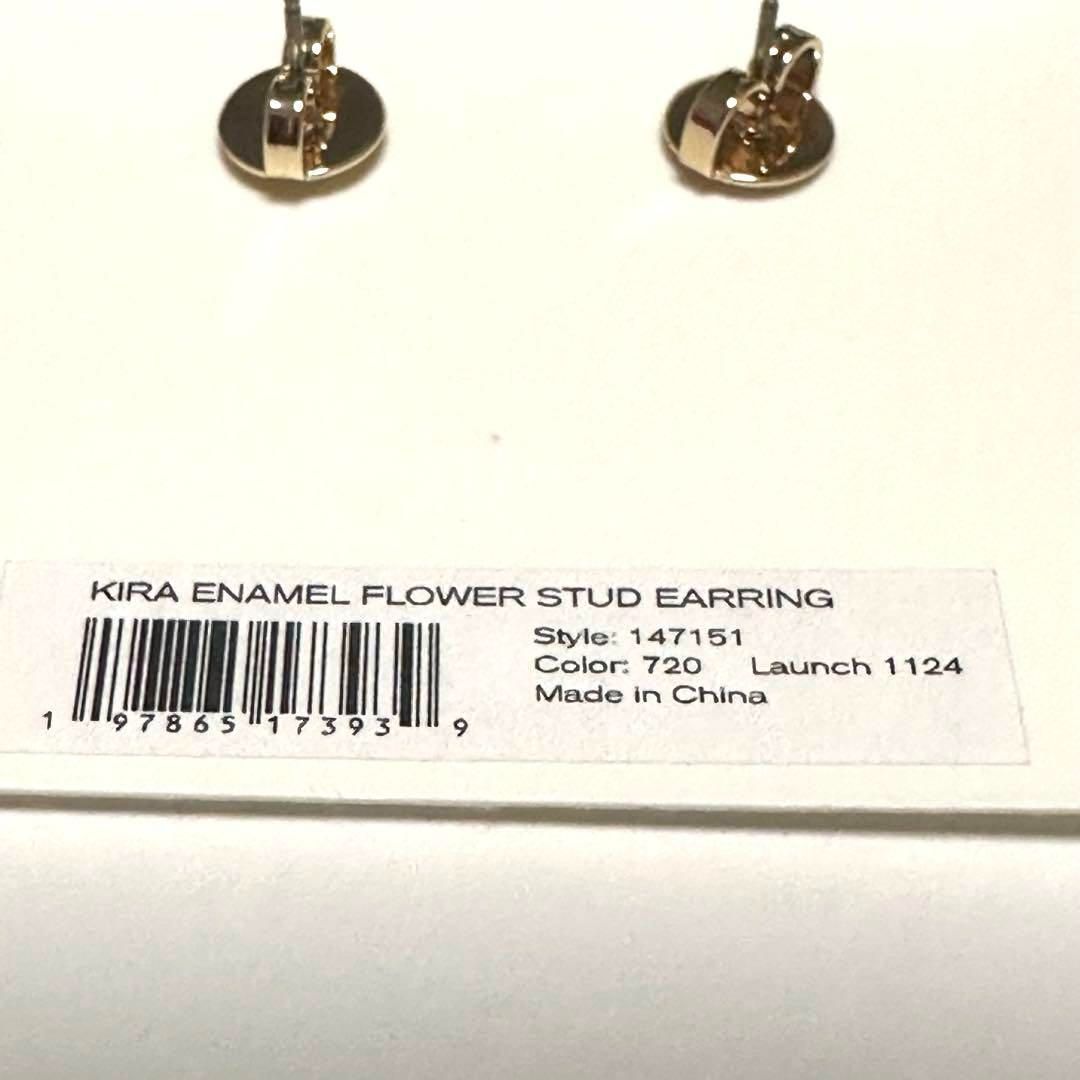 KIRA ENAMEL FLOWER STUD EARRING
Style: 147151
Color: 720 Launch 1124
Made in China
1 97865 17393 9